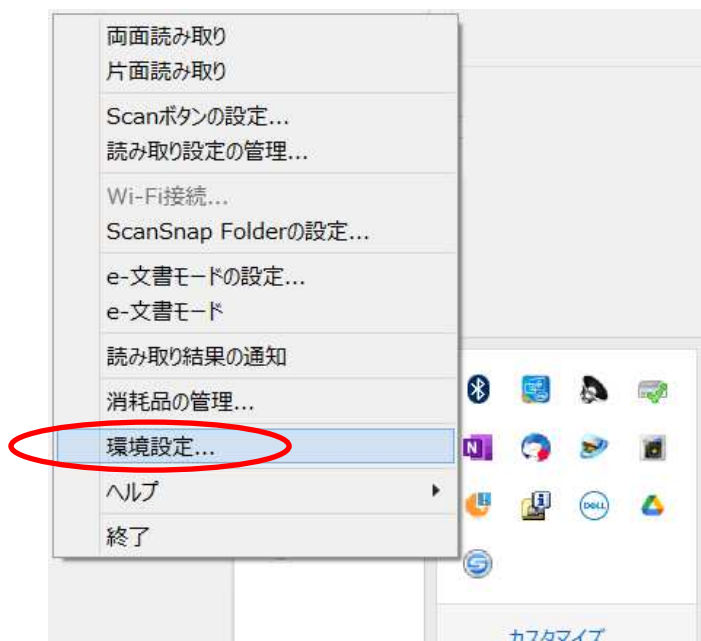 両面読み取り
片面読み取り
Scanボタンの設定...
読み取り設定の管理...
Wi-Fi接続...
ScanSnap Folderの設定...
e-文書モードの設定...
e-文書モード
読み取り結果の通知
消耗品の管理...
環境設定...
ヘルプ
終了
N
DELL
カスタマイズ